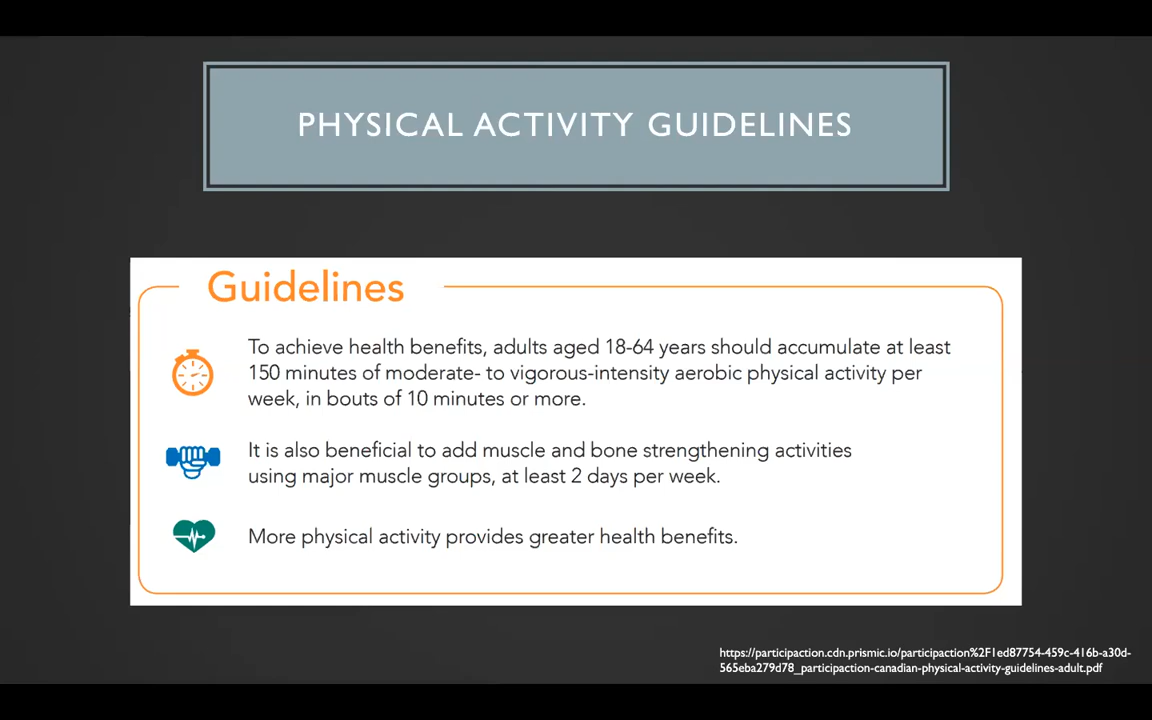 PHYSICAL ACTIVITY GUIDELINES
Guidelines
To achieve health benefits, adults aged 18-64 years should accumulate at least
150 minutes of moderate- to vigorous-intensity aerobic physical activity per
week, in bouts of 10 minutes or more.
It is also beneficial to add muscle and bone strengthening activities
using major muscle groups, at least 2 days per week.
More physical activity provides greater health benefits.
https://participaction.cdn.prismic.io/participaction%2F1ed87754-459c-416b-a30d-
565eba279d78_participaction-canadian-physical-activity-guidelines-adult.pdf